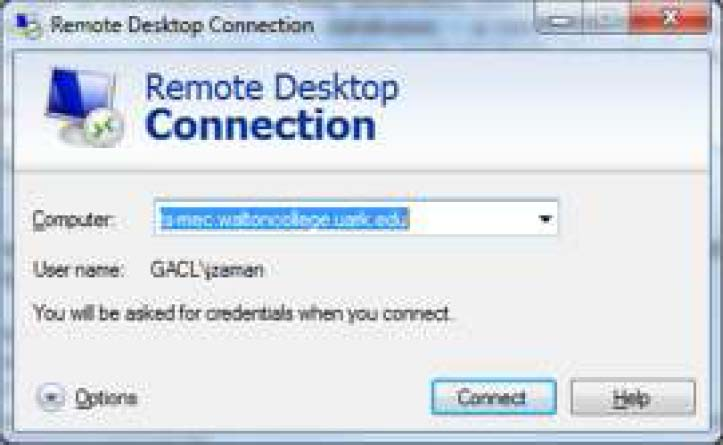 Remote Desktop Connection
Remote Desktop
Connection
Computer: ts-mec.waltoncollege.uark.edu
User name: GACL\jzaman
You will be asked for credentials when you connect.
Options Connect Help